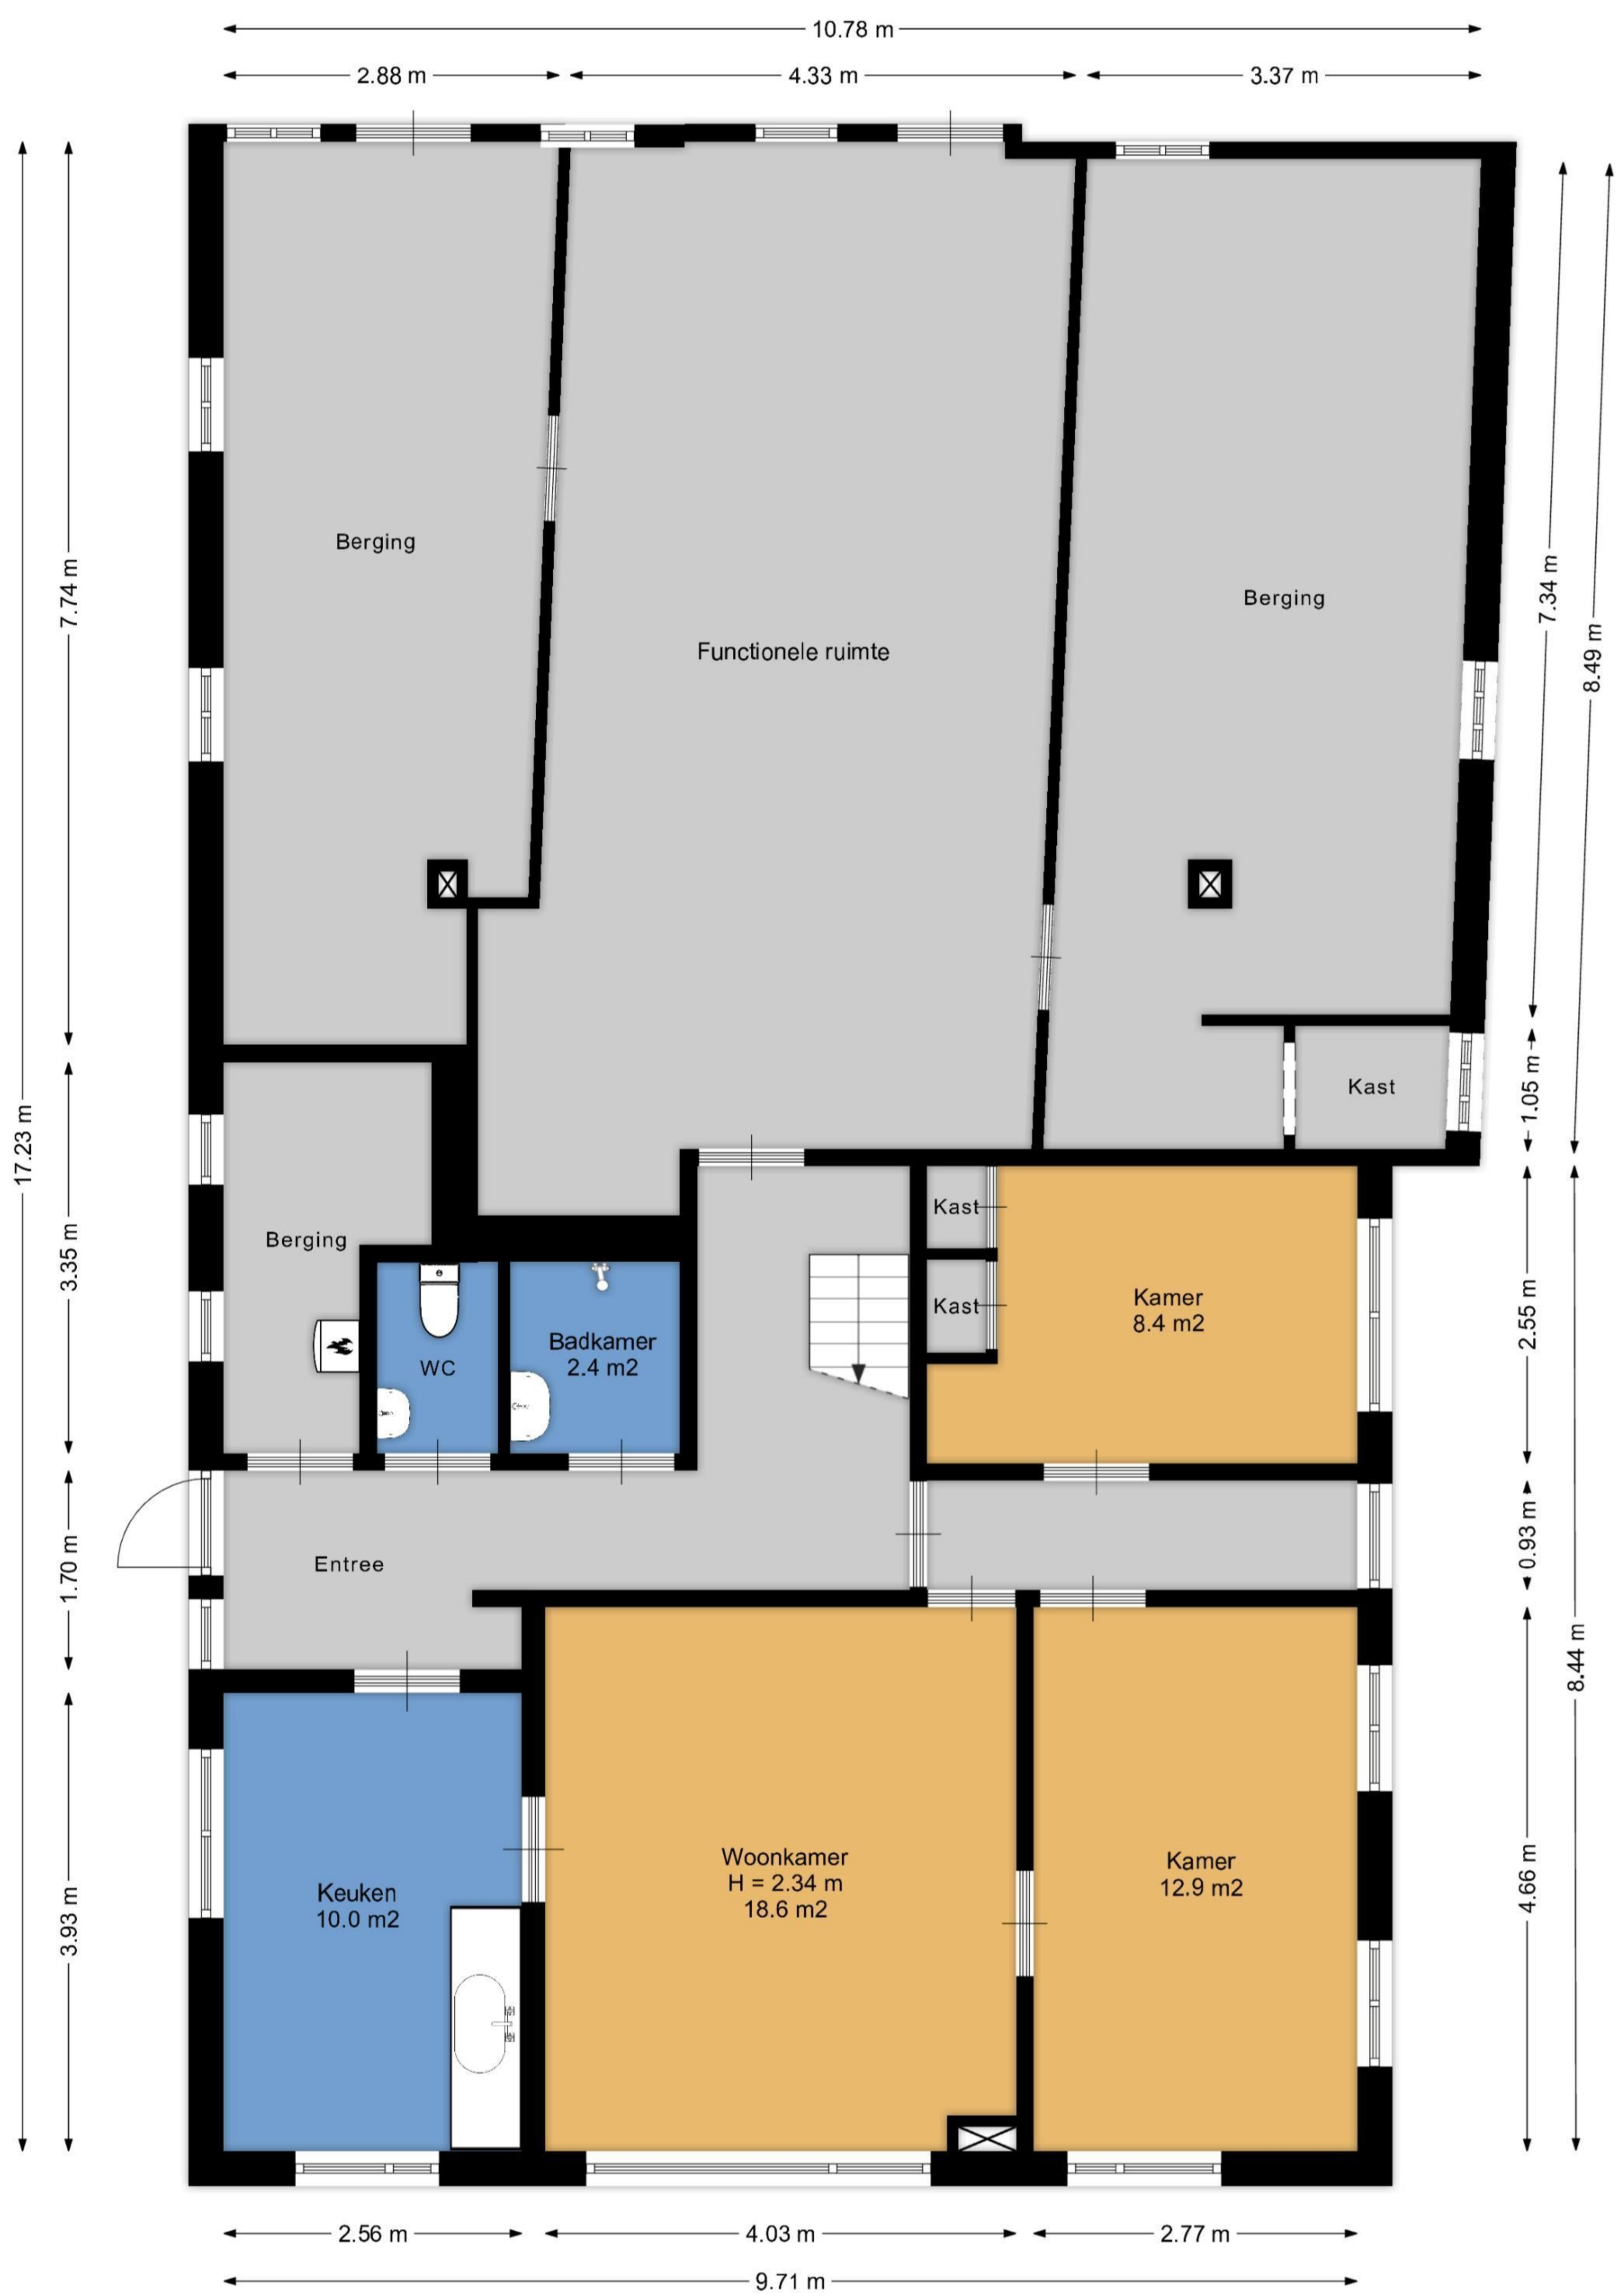 10.78 m
2.88 m
4.33 m
3.37 m
Berging
Berging
Functionele ruimte
7.74 m
7.34 m
8.49 m
17.23 m
Kast
1.05 m
Kast
Berging
3.35 m
Kast
Kamer
8.4 m2
2.55 m
Badkamer
2.4 m2
WC
Entree
1.70 m
0.93 m
8.44 m
Woonkamer
H = 2.34 m
18.6 m2
Kamer
12.9 m2
Keuken
10.0 m2
3.93 m
4.66 m
2.56 m
4.03 m
2.77 m
9.71 m